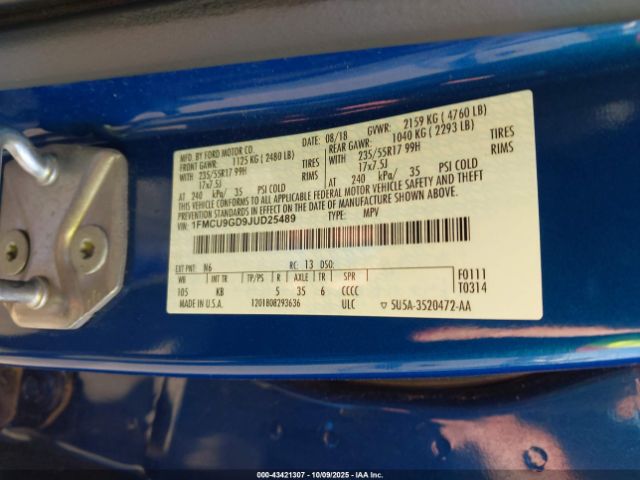 MFD. BY FORD MOTOR CO.
DATE: 08/18
GVWR: 2159 KG ( 4760 LB)
FRONT GAWR: 1125 KG ( 2480 LB)
REAR GAWR: 1040 KG ( 2293 LB)
WITH 235/55R17 99H TIRES
WITH 235/55R17 99H TIRES
17x7.5J RIMS
17x7.5J RIMS
AT 240 kPa/ 35 PSI COLD
AT 240 kPa/ 35 PSI COLD
THIS VEHICLE CONFORMS TO ALL APPLICABLE FEDERAL MOTOR VEHICLE SAFETY AND THEFT
PREVENTION STANDARDS IN EFFECT ON THE DATE OF MANUFACTURE SHOWN ABOVE.
VIN: 1FMCU9GD9JUD25489
TYPE: MPV
EXT PNT: N6 RC: 13 DSO:
WB INT TR TP/PS R AXLE TR SPR
105 KB 5 35 6 CCCC
F0111
T0314
MADE IN U.S.A. 1201808293636 ULC 5U5A-3520472-AA
000-43421307 - 10/09/2025 - IAA Inc.